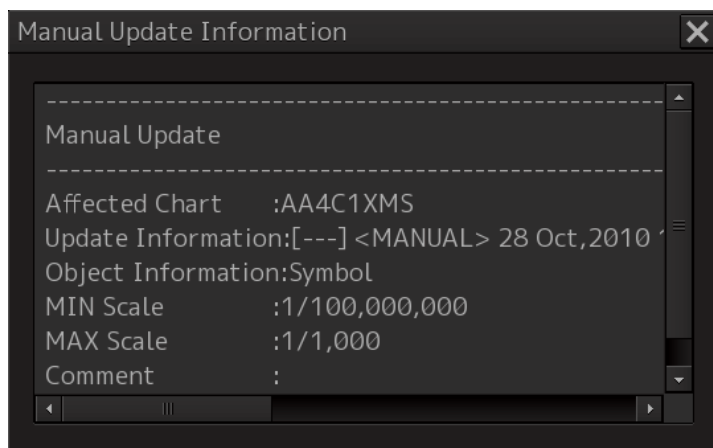 Manual Update Information
----------------------------------------------------
Manual Update
----------------------------------------------------
Affected Chart :AA4C1XMS
Update Information:[---] <MANUAL> 28 Oct,2010
Object Information:Symbol
MIN Scale :1/100,000,000
MAX Scale :1/1,000
Comment :